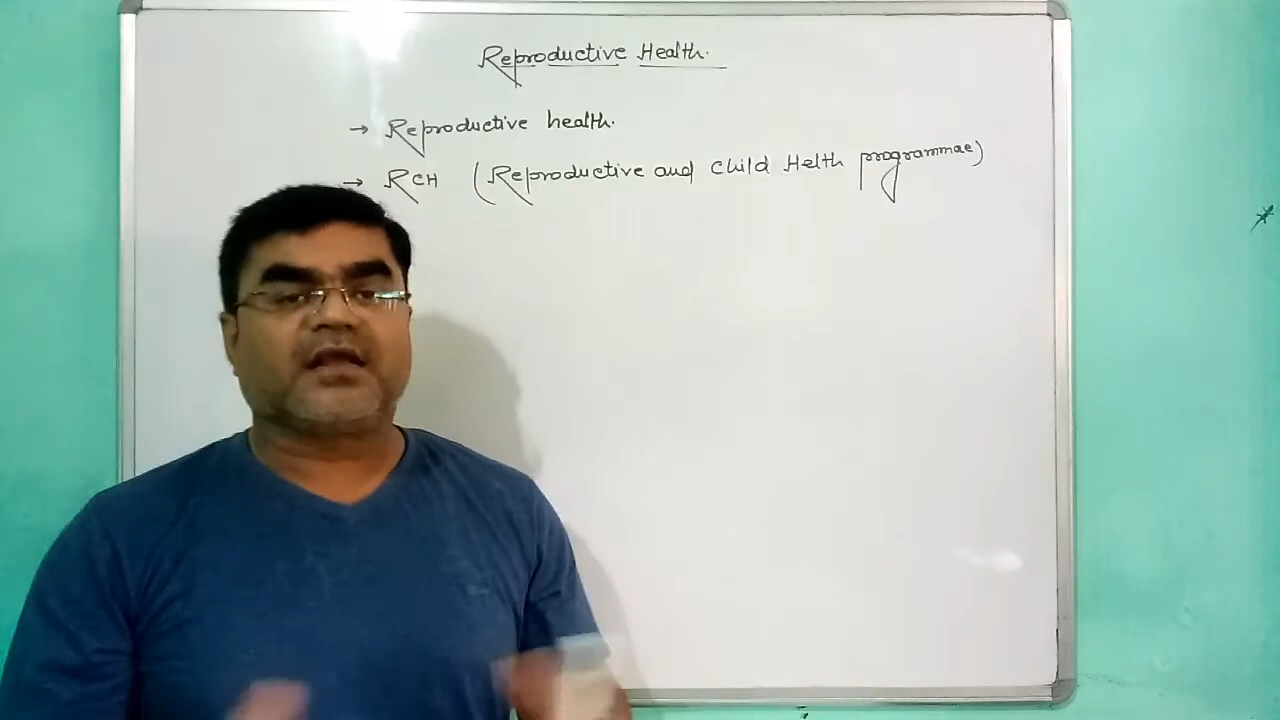 Reproductive Health.
→ Reproductive health.
→ RCH (Reproductive and Child Helth programmae)